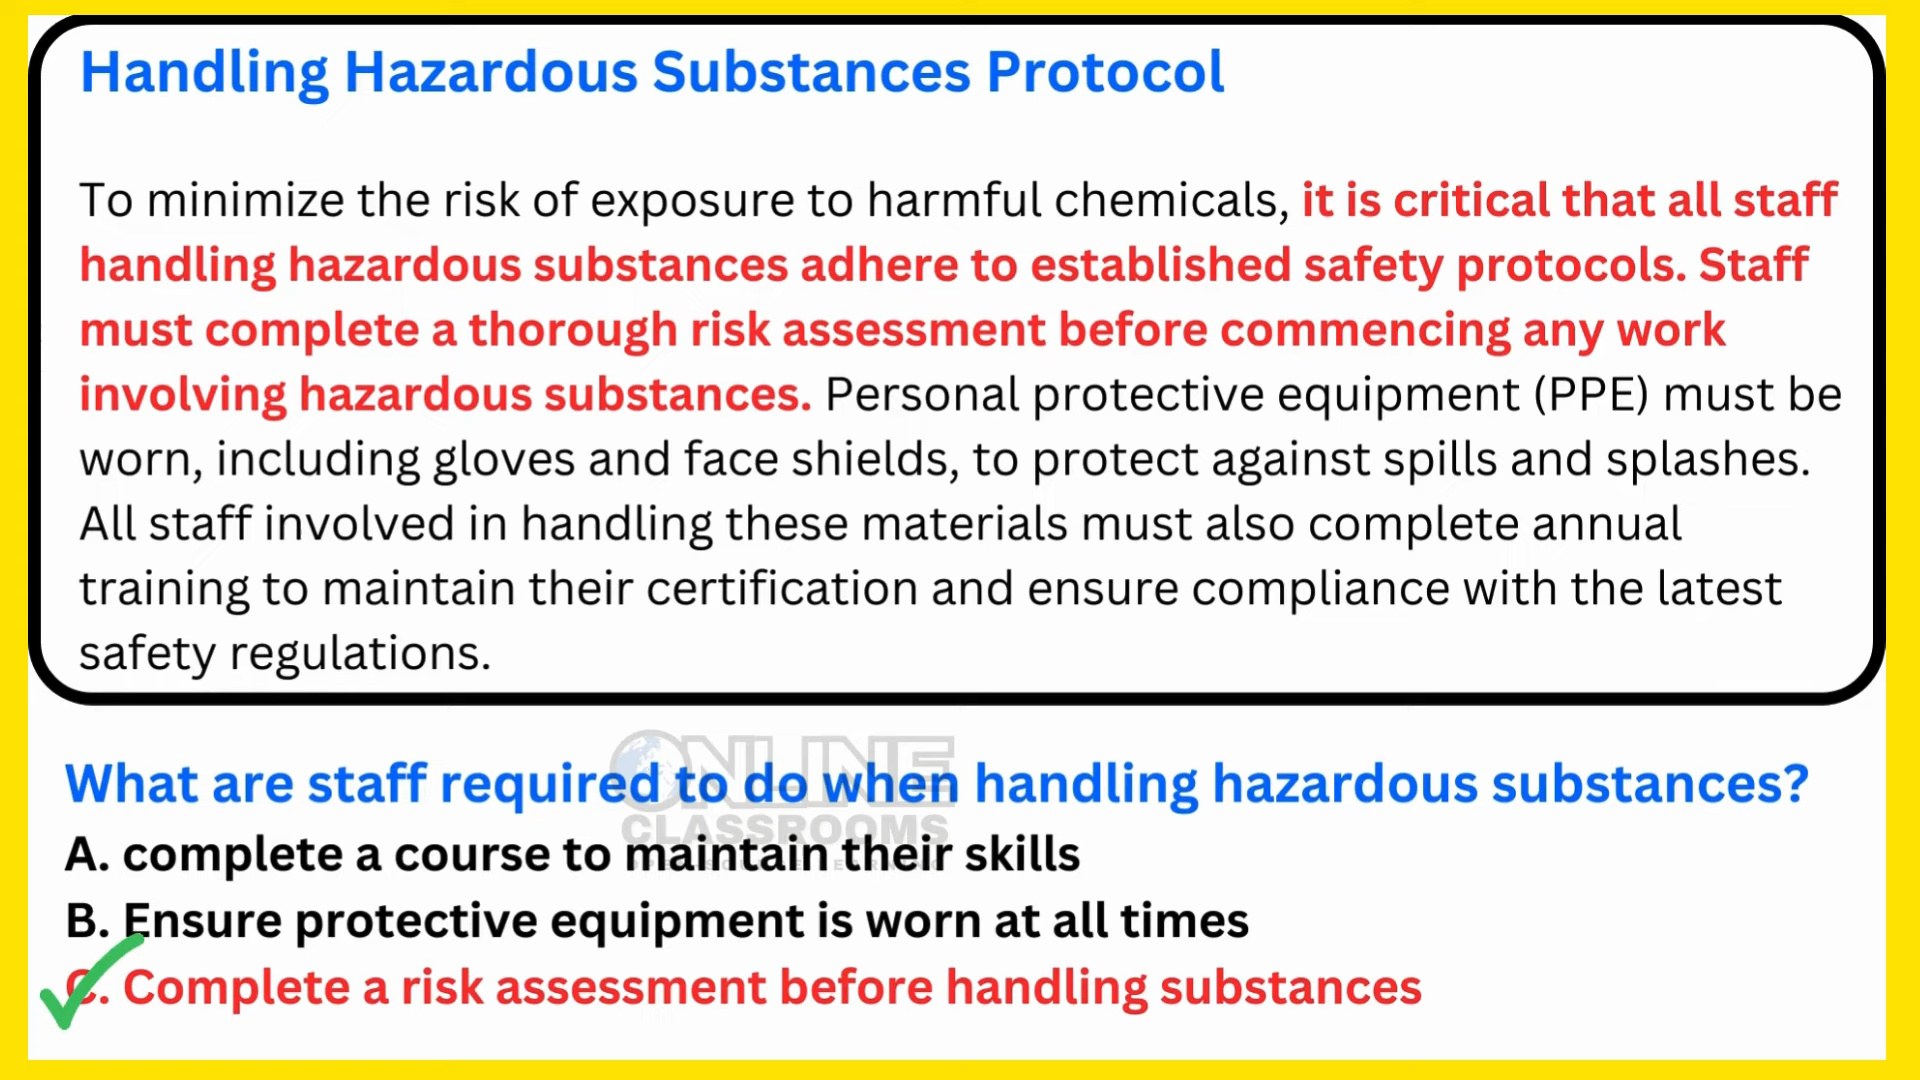 Handling Hazardous Substances Protocol
To minimize the risk of exposure to harmful chemicals, it is critical that all staff
handling hazardous substances adhere to established safety protocols. Staff
must complete a thorough risk assessment before commencing any work
involving hazardous substances. Personal protective equipment (PPE) must be
worn, including gloves and face shields, to protect against spills and splashes.
All staff involved in handling these materials must also complete annual
training to maintain their certification and ensure compliance with the latest
safety regulations.
ONLINE
What are staff required to do when handling hazardous substances?
CLASSROOMS
A. complete a course to maintain their skills
B. Ensure protective equipment is worn at all times
C. Complete a risk assessment before handling substances